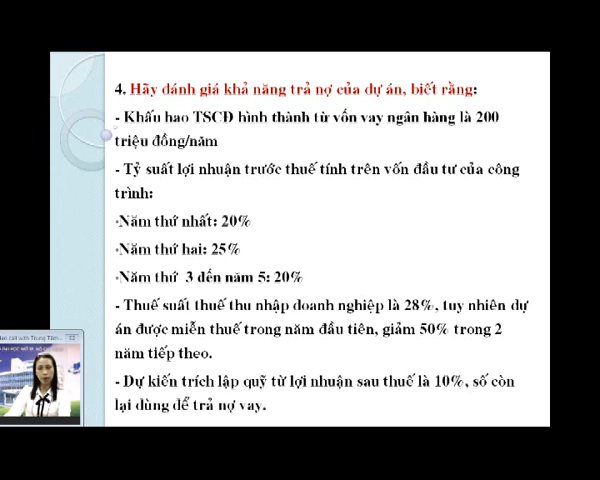 4. Hãy đánh giá khả năng trả nợ của dự án, biết rằng:
- Khấu hao TSCĐ hình thành từ vốn vay ngân hàng là 200
triệu đồng/năm
- Tỷ suất lợi nhuận trước thuế tính trên vốn đầu tư của công
trình:
•Năm thứ nhất: 20%
•Năm thứ hai: 25%
•Năm thứ 3 đến năm 5: 20%
- Thuế suất thuế thu nhập doanh nghiệp là 28%, tuy nhiên dự
án được miễn thuế trong năm đầu tiên, giảm 50% trong 2
năm tiếp theo.
- Dự kiến trích lập quỹ từ lợi nhuận sau thuế là 10%, số còn
lại dùng để trả nợ vay.
call with Trung Tâm...